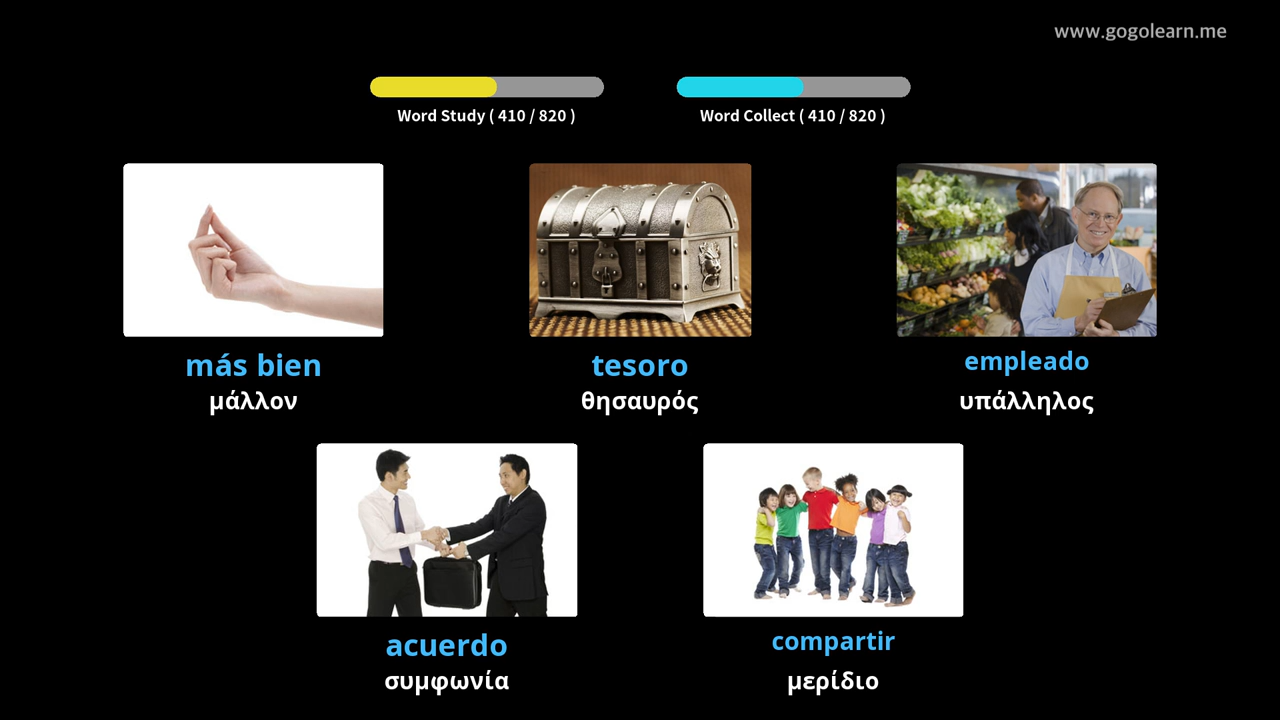 www.gogolearn.me
Word Study ( 410 / 820 )
Word Collect ( 410 / 820 )
más bien
μάλλον
tesoro
θησαυρός
empleado
υπάλληλος
acuerdo
συμφωνία
compartir
μερίδιο